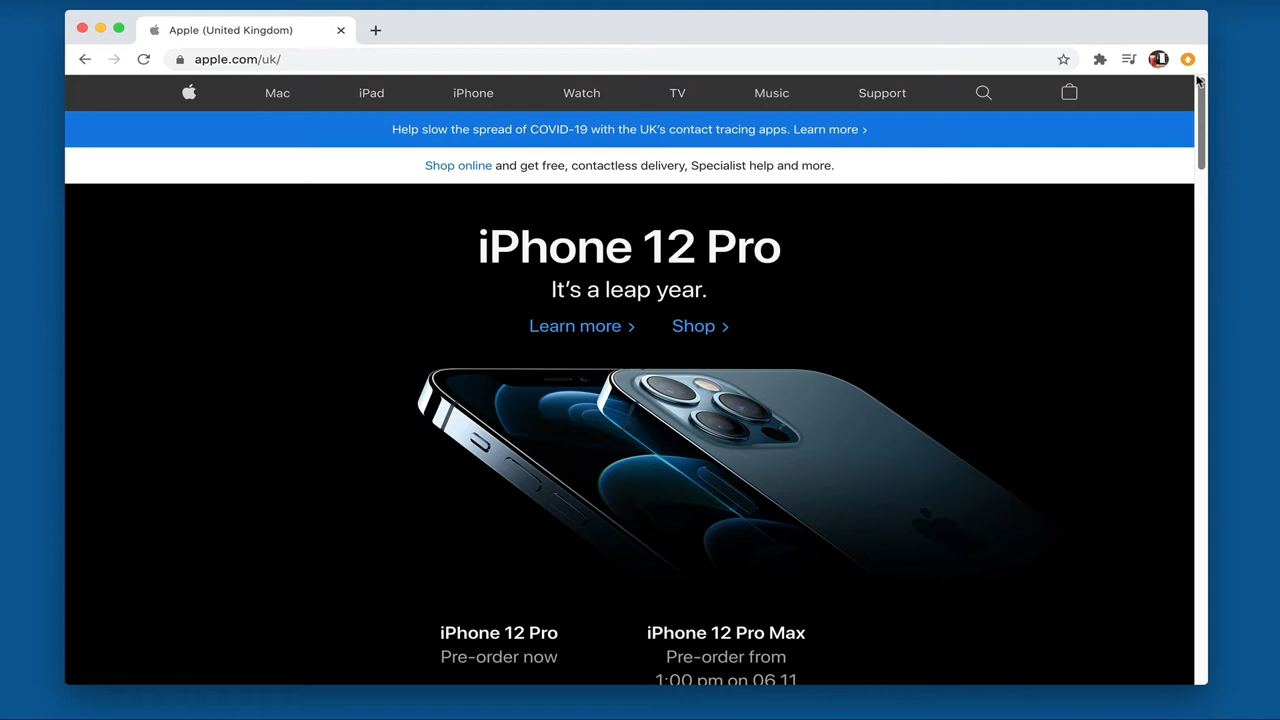 Apple (United Kingdom)
apple.com/uk/
Mac iPad iPhone Watch TV Music Support
Help slow the spread of COVID-19 with the UK's contact tracing apps. Learn more >
Shop online and get free, contactless delivery, Specialist help and more.
iPhone 12 Pro
It's a leap year.
Learn more > Shop >
iPhone 12 Pro iPhone 12 Pro Max
Pre-order now Pre-order from
1:00 pm on 06.11